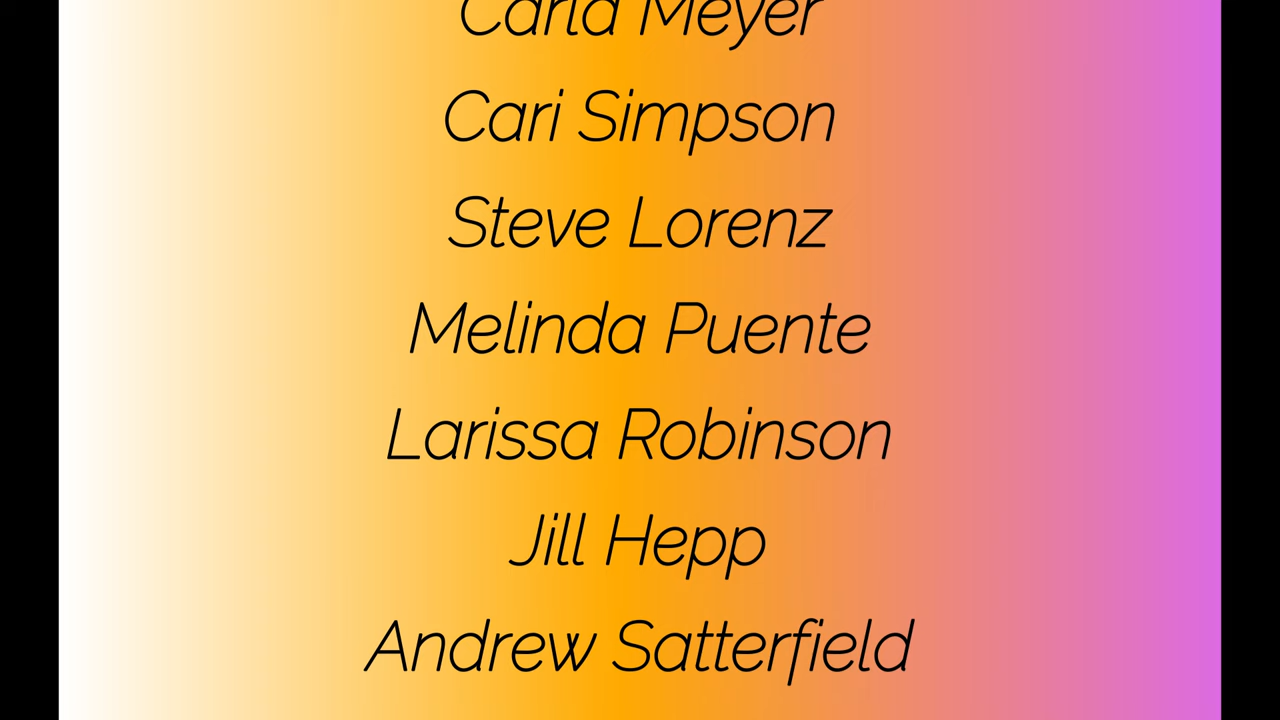 Carla Meyer
Cari Simpson
Steve Lorenz
Melinda Puente
Larissa Robinson
Jill Hepp
Andrew Satterfield